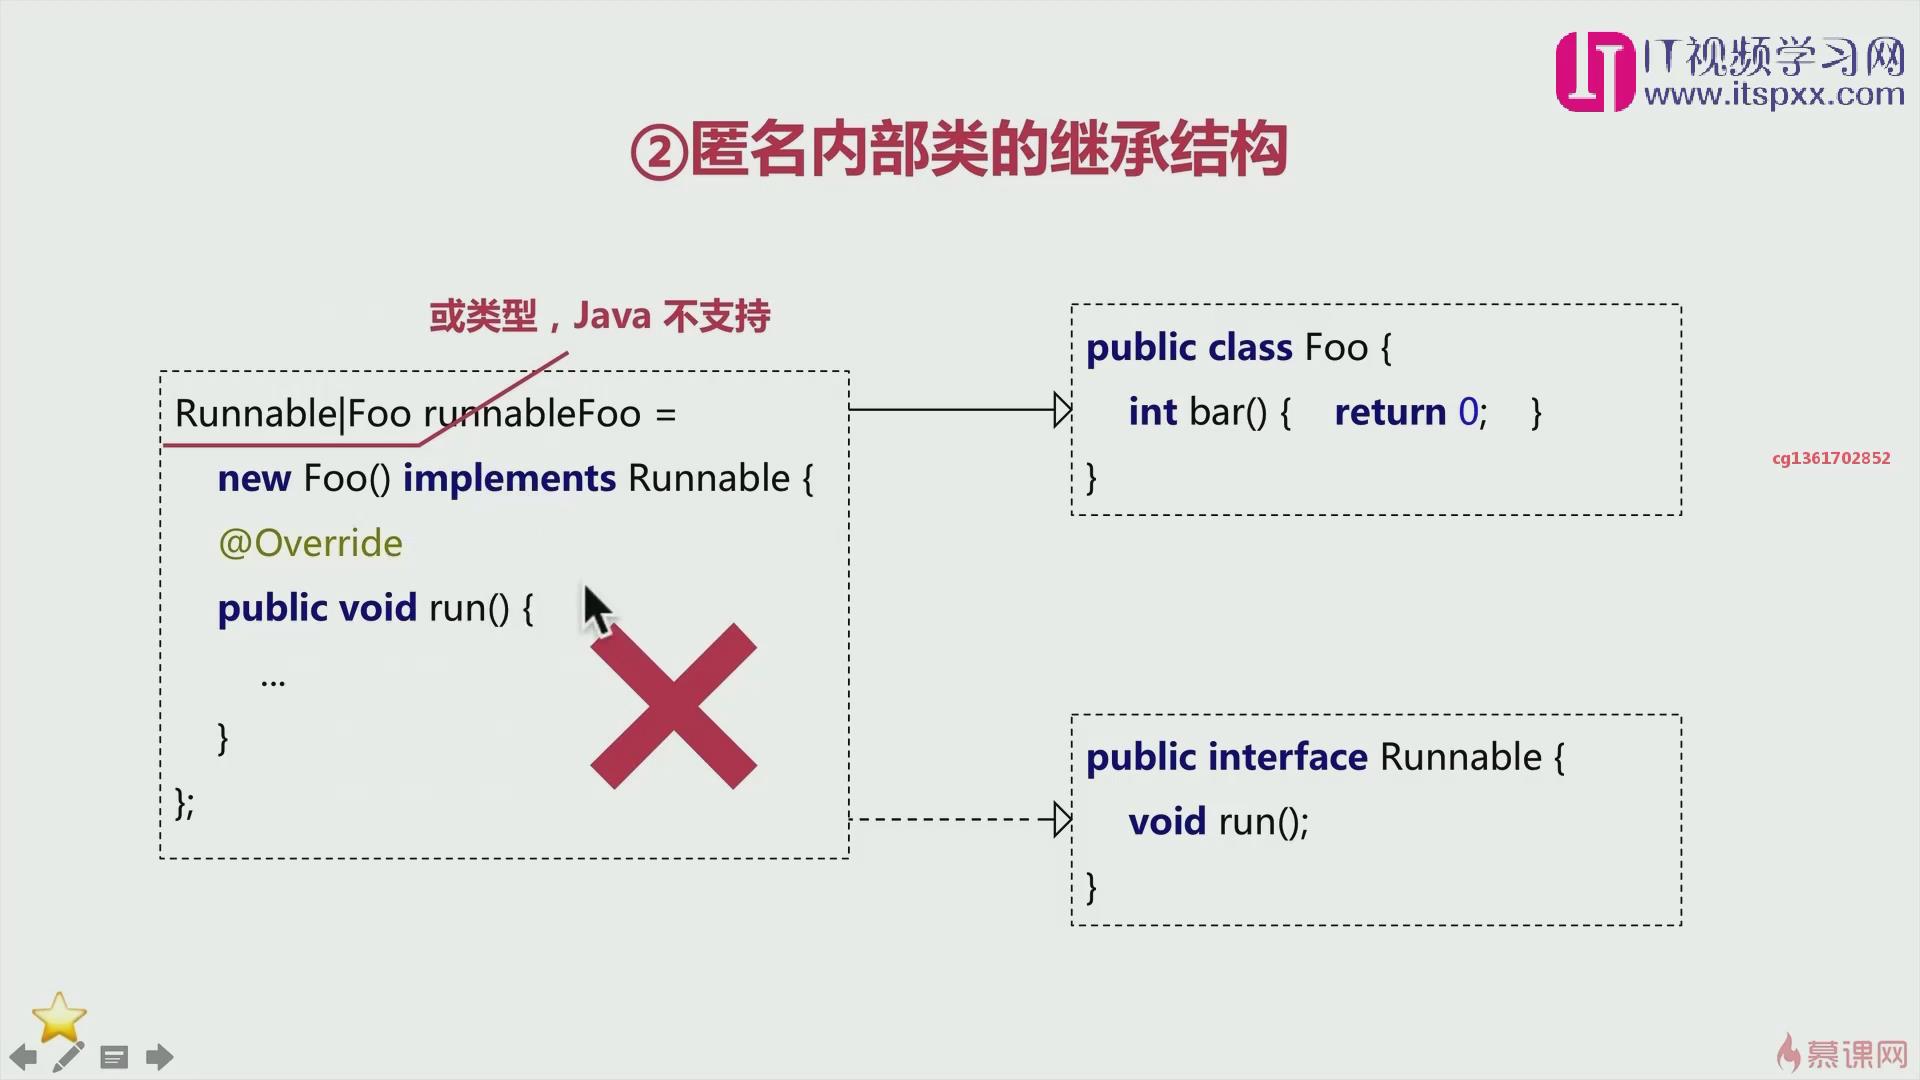 IT视频学习网
www.itspxx.com
②匿名内部类的继承结构
或类型，Java 不支持
Runnable|Foo runnableFoo =
new Foo() implements Runnable {
@Override
public void run() {
...
}
};
public class Foo {
int bar() { return 0; }
}
cg1361702852
public interface Runnable {
void run();
}
慕课网